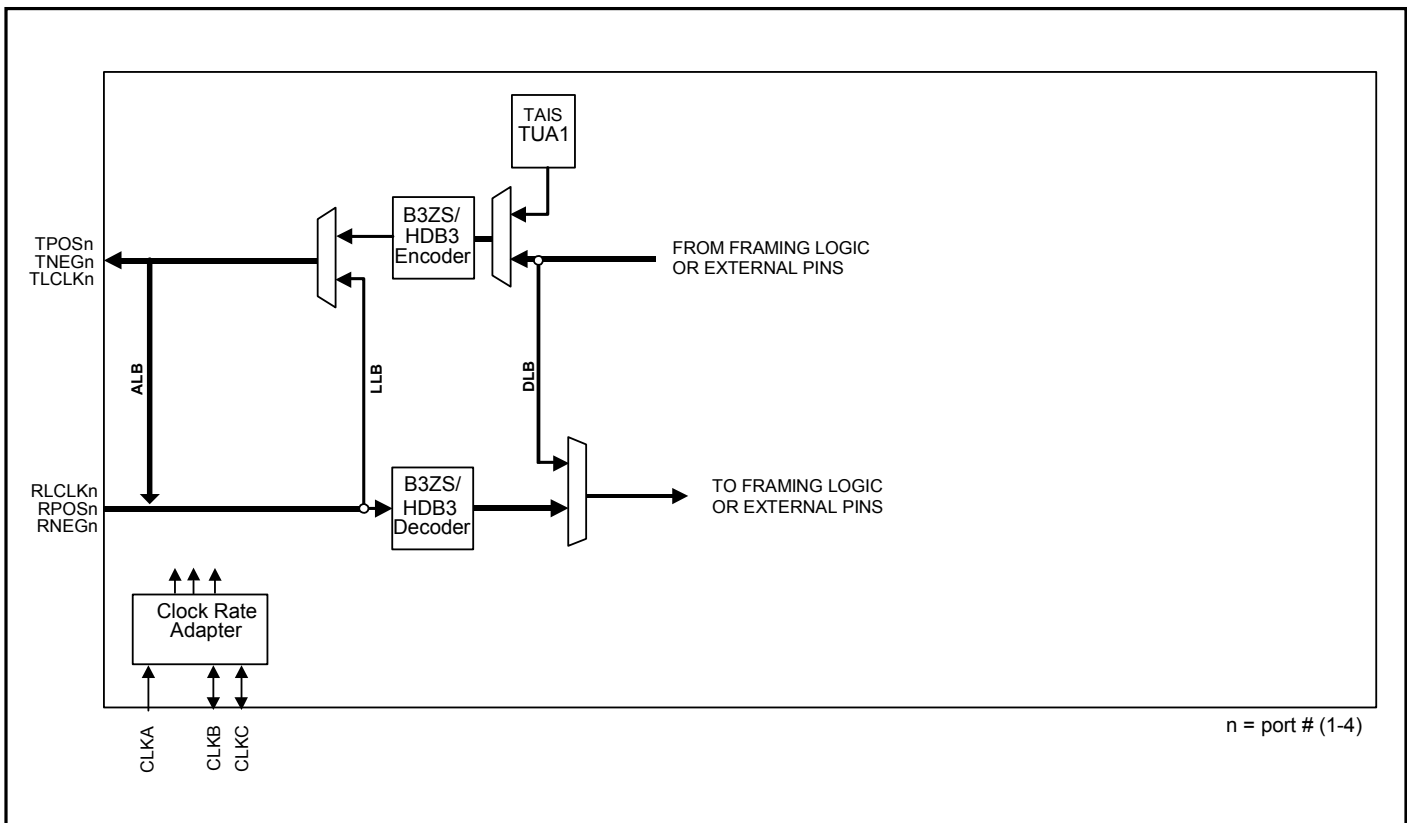 TAIS
TUA1
B3ZS/
HDB3
Encoder
TPOSn
TNEGn
TLCLKn
FROM FRAMING LOGIC
OR EXTERNAL PINS
ALB
LLB
DLB
RLCLKn
RPOSn
RNEGn
B3ZS/
HDB3
Decoder
TO FRAMING LOGIC
OR EXTERNAL PINS
Clock Rate
Adapter
CLKA
CLKB
CLKC
n = port # (1-4)